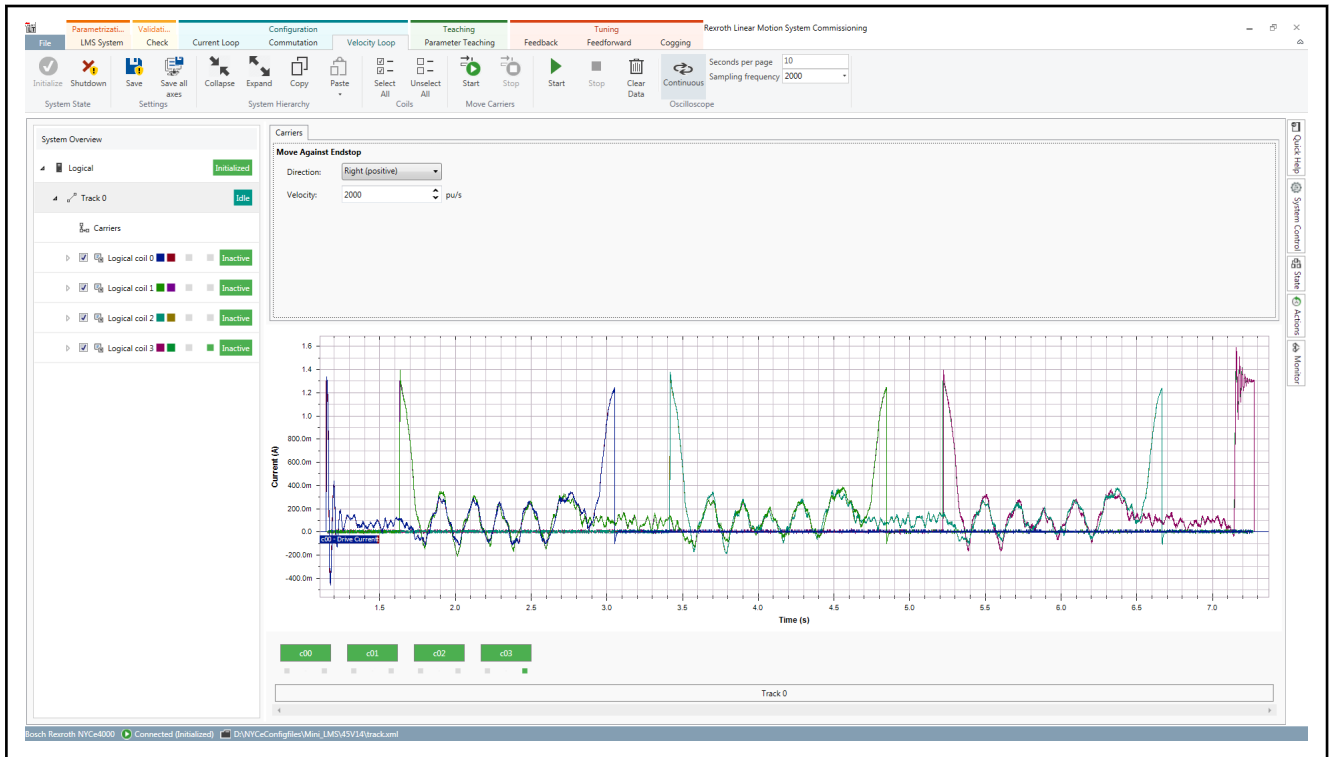 Parametrizati... Validati... Configuration Teaching Tuning Rexroth Linear Motion System Commissioning
File LMS System Check Current Loop Commutation Velocity Loop Parameter Teaching Feedback Feedforward Cogging
Initialize Shutdown Save Save all axes Collapse Expand Copy Paste Select All Unselect All Start Stop Start Stop Clear Data Continuous
Seconds per page 10
Sampling frequency 2000
System State Settings System Hierarchy Coils Move Carriers Oscilloscope
System Overview
Logical Initialized
Track 0 Idle
Carriers
Logical coil 0 Inactive
Logical coil 1 Inactive
Logical coil 2 Inactive
Logical coil 3 Inactive
Carriers
Move Against Endstop
Direction: Right (positive)
Velocity: 2000 pu/s
Quick Help
System Control
State
Actions
Monitor
Current (A)
1.6
1.4
1.2
1.0
800.0m
600.0m
400.0m
200.0m
0.0
-200.0m
-400.0m
c00 - Drive Current
1.5 2.0 2.5 3.0 3.5 4.0 4.5 5.0 5.5 6.0 6.5 7.0
Time (s)
c00 c01 c02 c03
Track 0
Bosch Rexroth NYCe4000 Connected (Initialized) D:\NYCeConfigfiles\Mini_LMS\45V14\track.xml